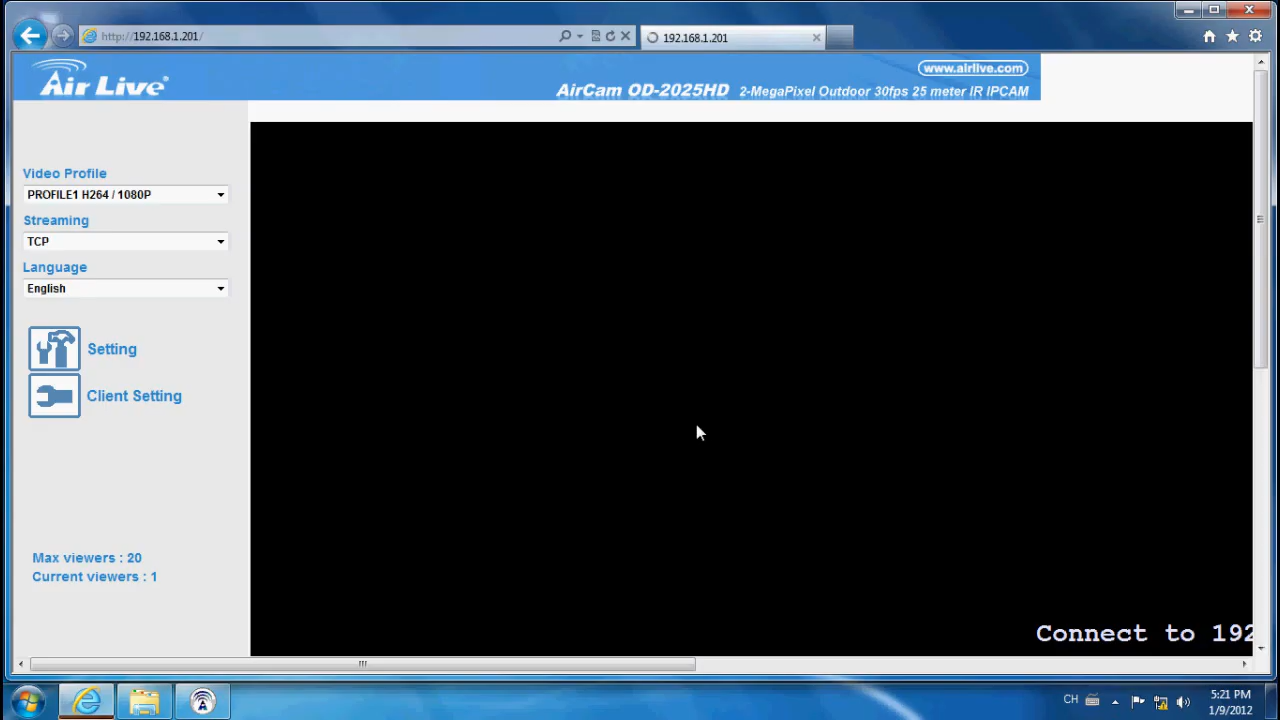 http://192.168.1.201/
192.168.1.201
Air Live®
www.airlive.com
AirCam OD-2025HD 2-MegaPixel Outdoor 30fps 25 meter IR IPCAM
Video Profile
PROFILE1 H264 / 1080P
Streaming
TCP
Language
English
Setting
Client Setting
Max viewers : 20
Current viewers : 1
Connect to 192
CH
5:21 PM
1/9/2012